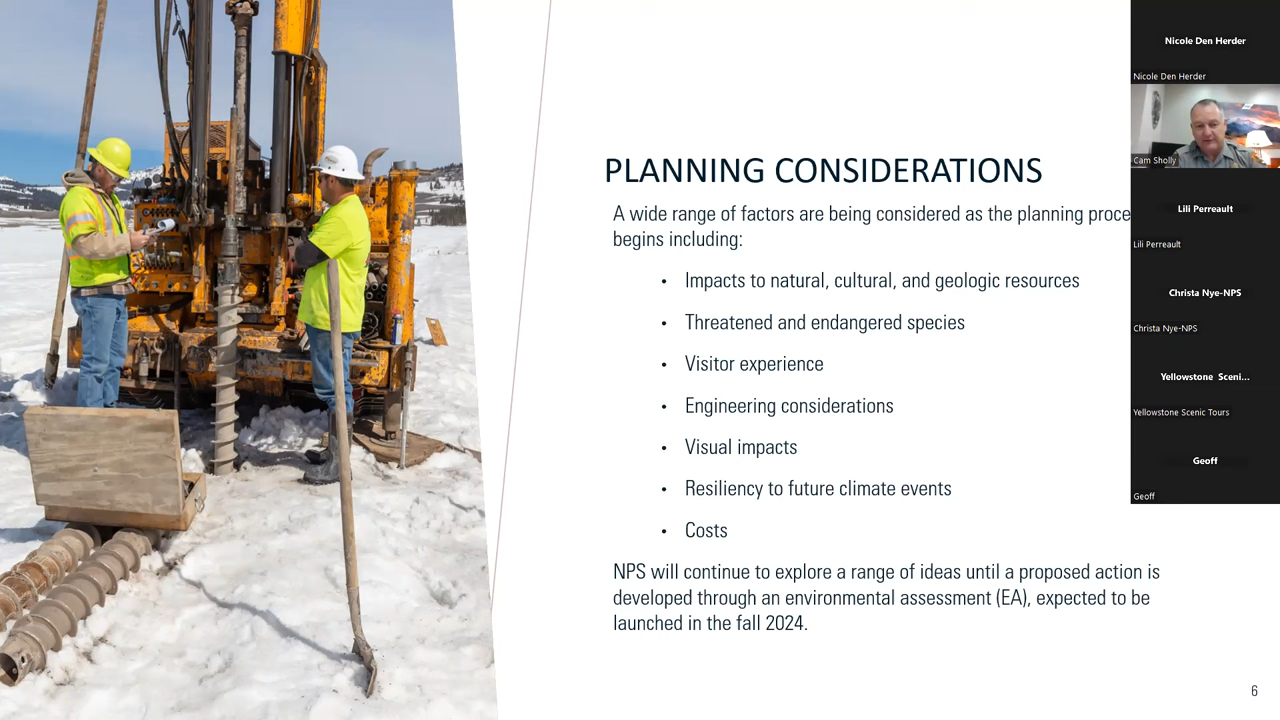 PLANNING CONSIDERATIONS
A wide range of factors are being considered as the planning proce
begins including:
• Impacts to natural, cultural, and geologic resources
• Threatened and endangered species
• Visitor experience
• Engineering considerations
• Visual impacts
• Resiliency to future climate events
• Costs
NPS will continue to explore a range of ideas until a proposed action is
developed through an environmental assessment (EA), expected to be
launched in the fall 2024.
6
Nicole Den Herder
Nicole Den Herder
Cam Sholly
Lili Perreault
Lili Perreault
Christa Nye-NPS
Christa Nye-NPS
Yellowstone Sceni...
Yellowstone Scenic Tours
Geoff
Geoff